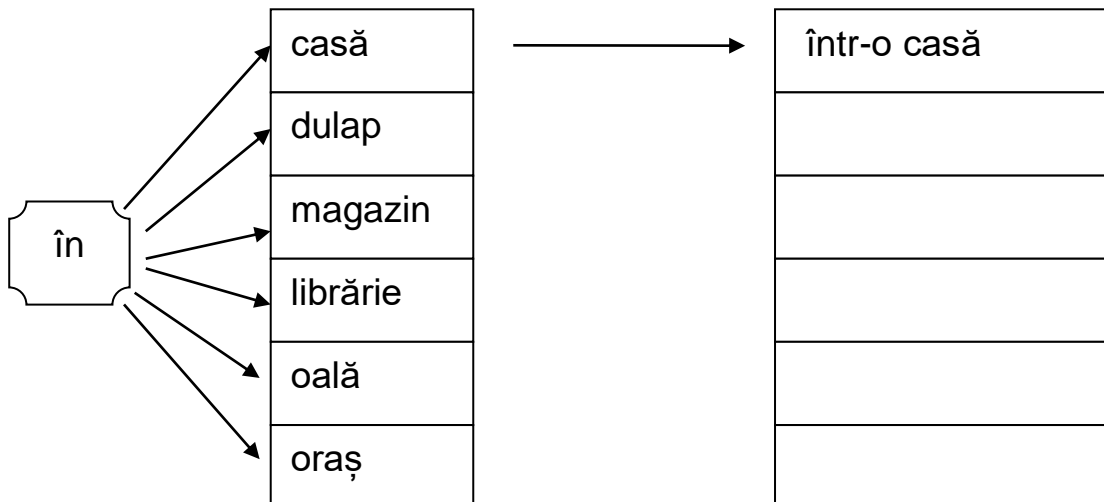 casă
într-o casă
dulap
magazin
în
librărie
oală
oraș